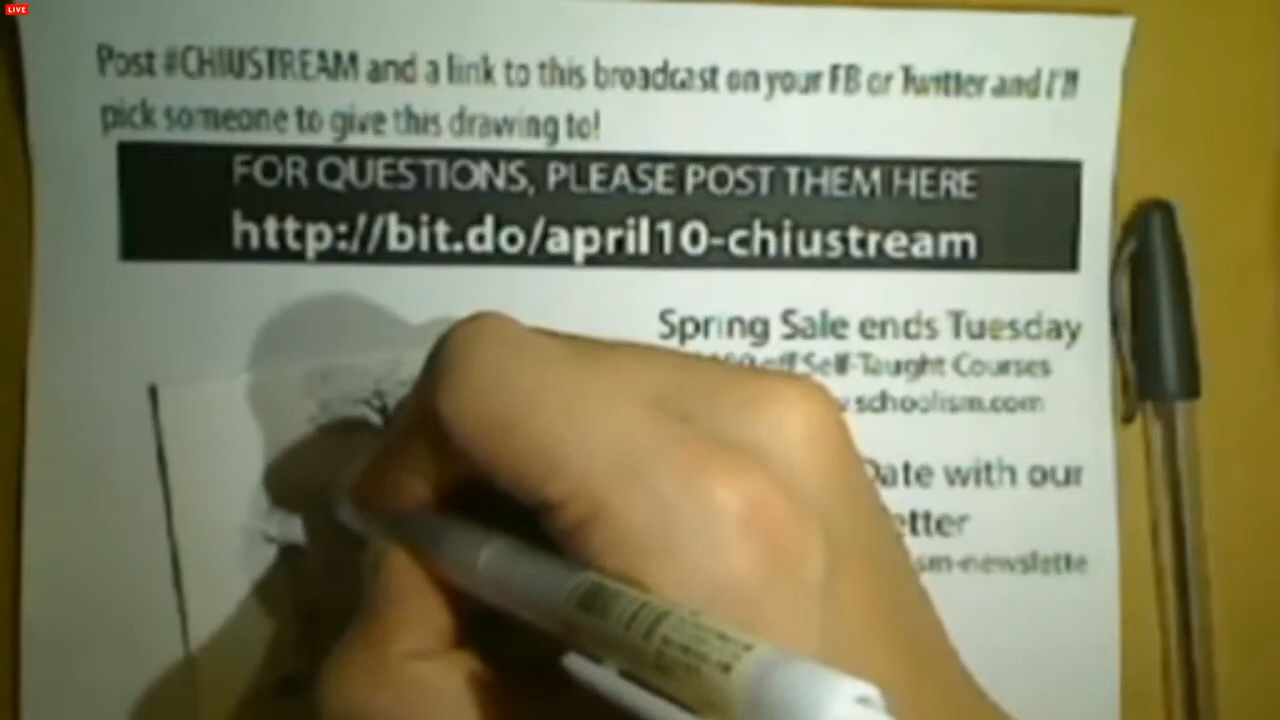 LIVE
Post #CHIUSTREAM and a link to this broadcast on your FB or Twitter and I'll
pick someone to give this drawing to!
FOR QUESTIONS, PLEASE POST THEM HERE
http://bit.do/april10-chiustream
Spring Sale ends Tuesday
off Self-Taught Courses
schoolism.com
Date with our